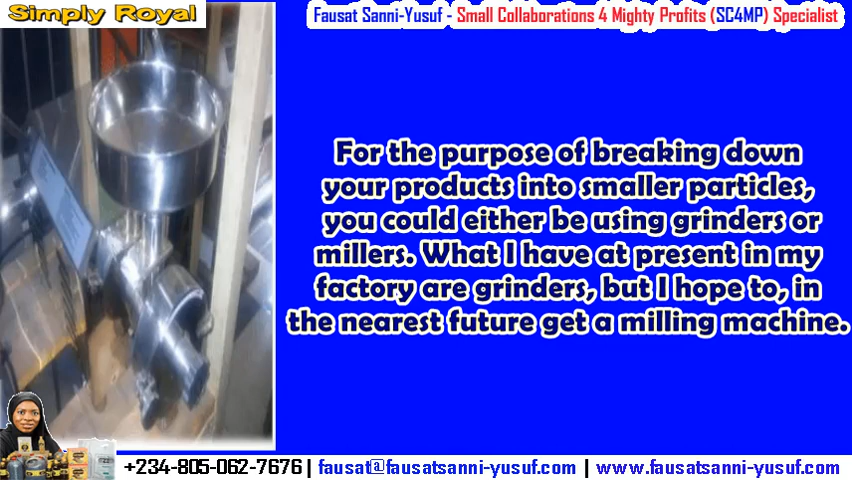 Simply Royal
Fausat Sanni-Yusuf - Small Collaborations 4 Mighty Profits (SC4MP) Specialist
For the purpose of breaking down
your products into smaller particles,
you could either be using grinders or
millers. What I have at present in my
factory are grinders, but I hope to, in
the nearest future get a milling machine.
+234-805-062-7676 | fausat@fausatsanni-yusuf.com | www.fausatsanni-yusuf.com